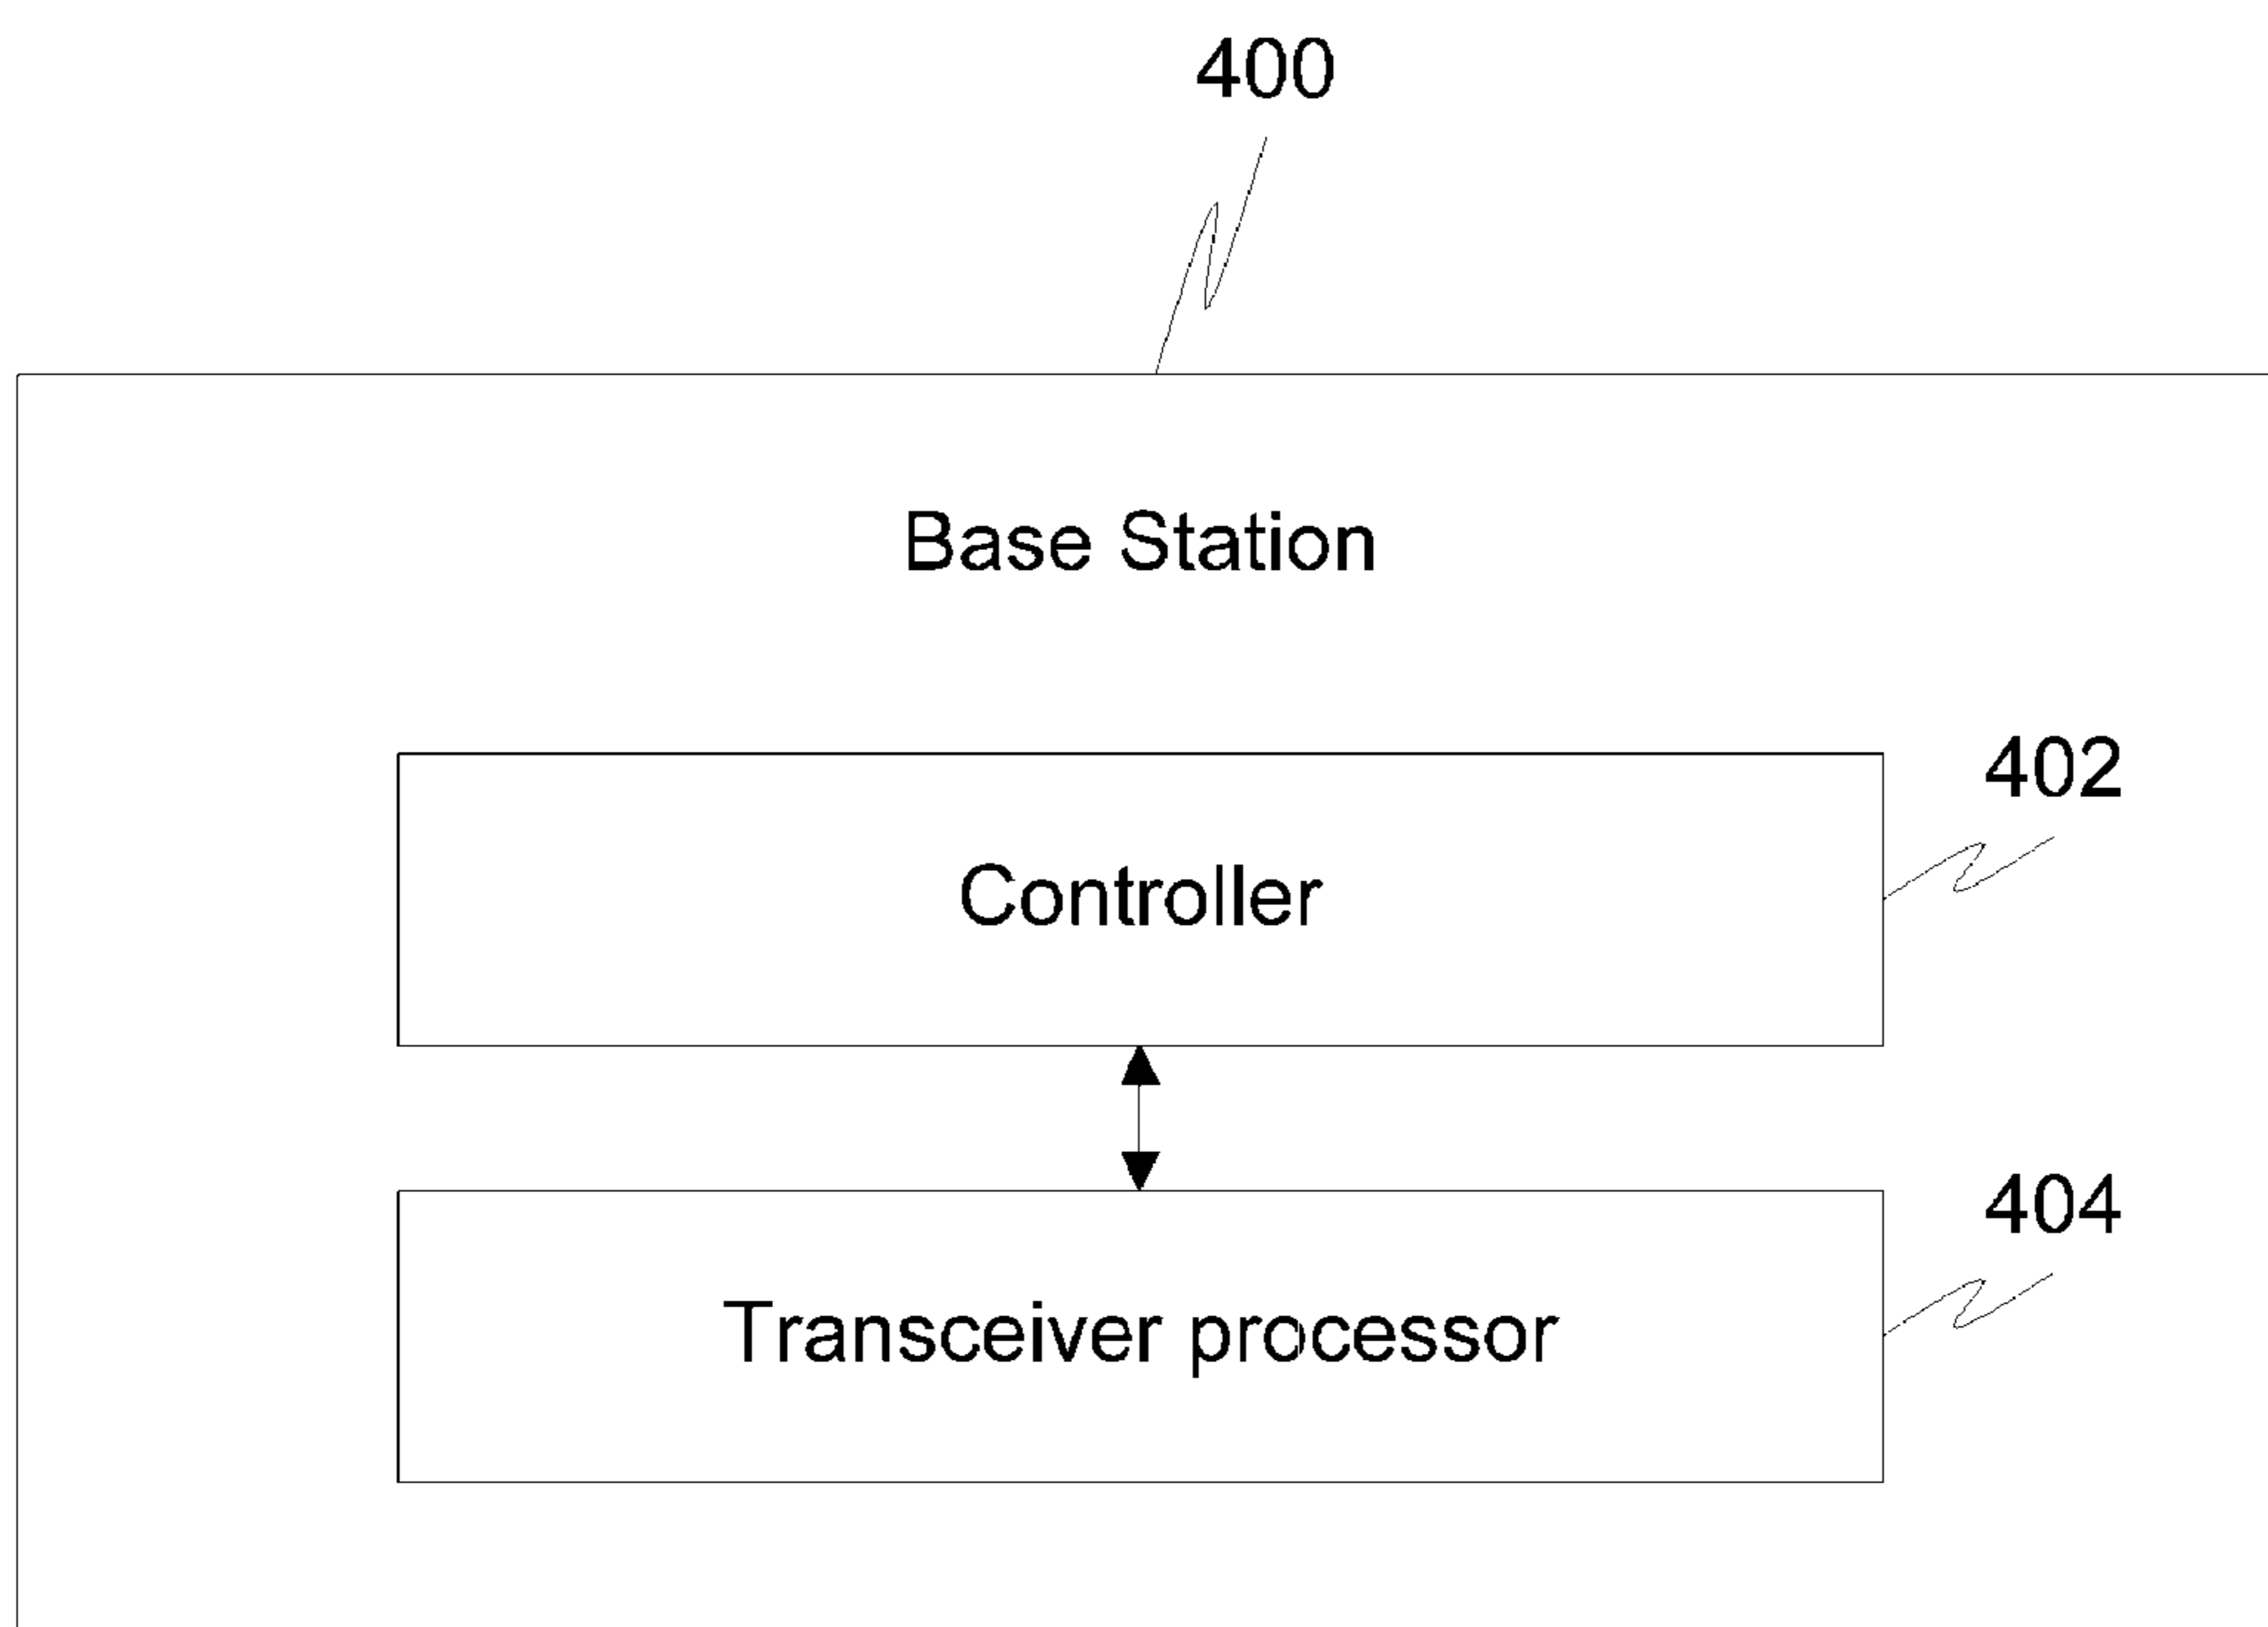 400
Base Station
402
Controller
404
Transceiver processor